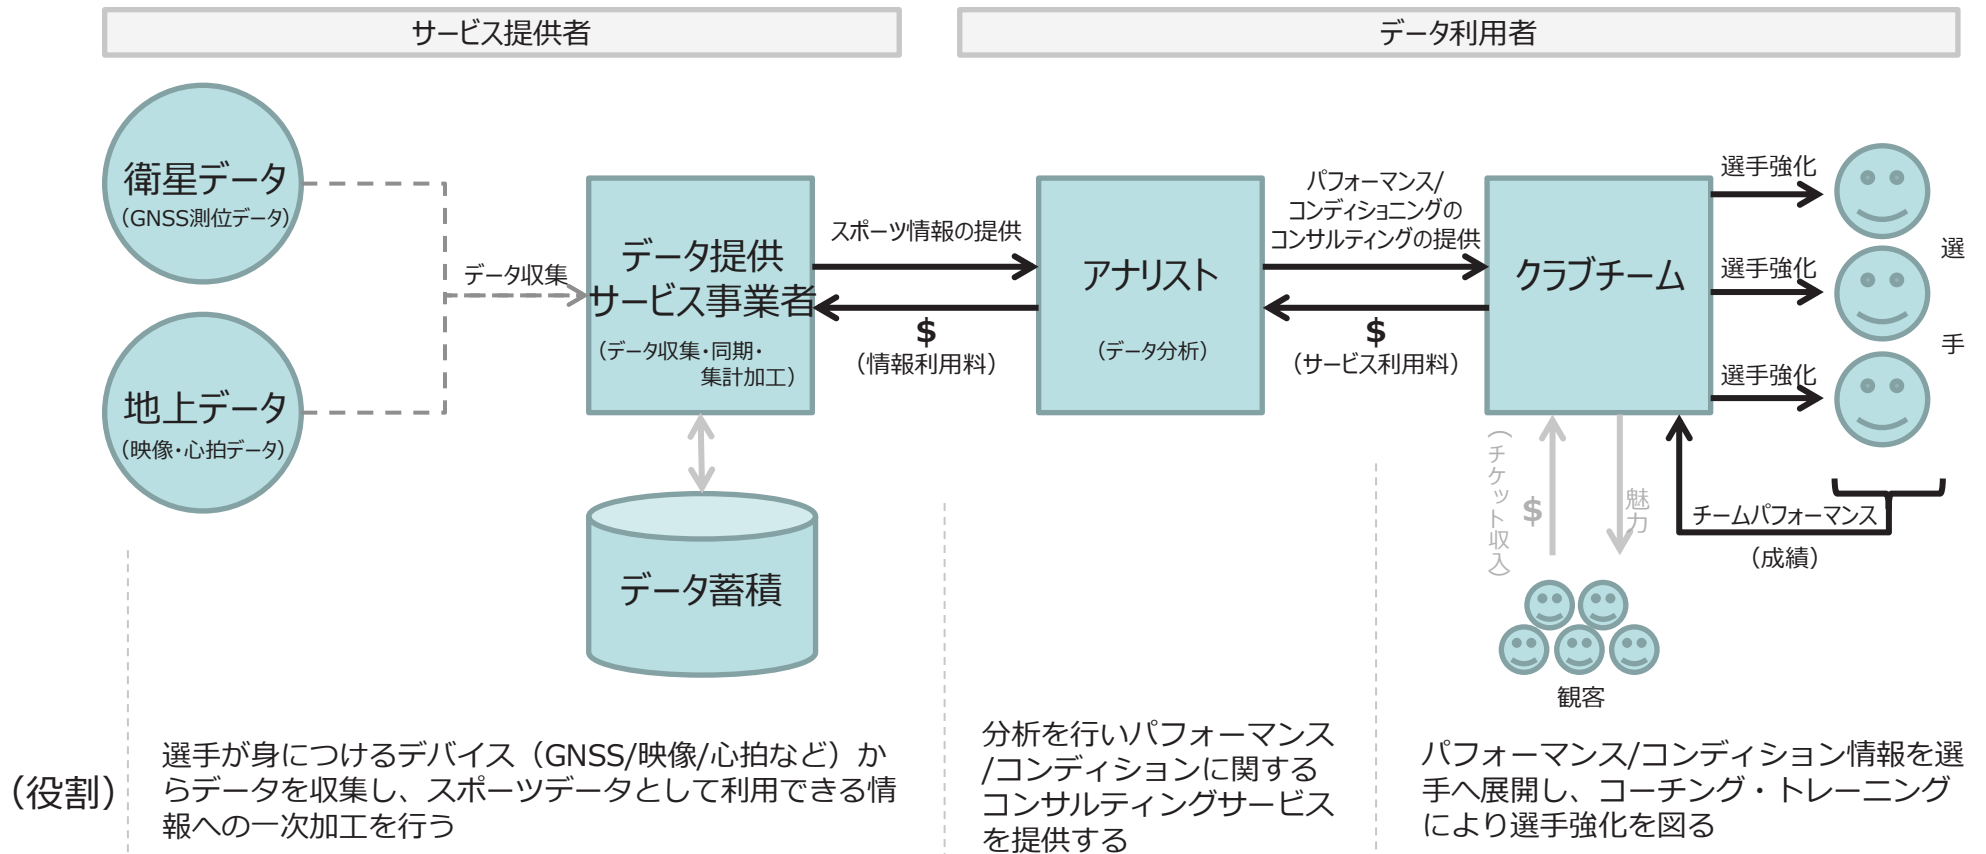 サービス提供者
データ利用者
衛星データ
（GNSS測位データ）
地上データ
（映像・心拍データ）
データ収集
データ提供
サービス事業者
（データ収集・同期・
集計加工）
データ蓄積
スポーツ情報の提供
$
（情報利用料）
アナリスト
（データ分析）
パフォーマンス/
コンディショニングの
コンサルティングの提供
$
（サービス利用料）
クラブチーム
選手強化
選手強化
選手強化
選手
（チケット収入）
$
魅力
チームパフォーマンス
（成績）
観客
（役割）
選手が身につけるデバイス（GNSS/映像/心拍など）か
らデータを収集し、スポーツデータとして利用できる情
報への一次加工を行う
分析を行いパフォーマンス
/コンディションに関する
コンサルティングサービス
を提供する
パフォーマンス/コンディション情報を選
手へ展開し、コーチング・トレーニング
により選手強化を図る